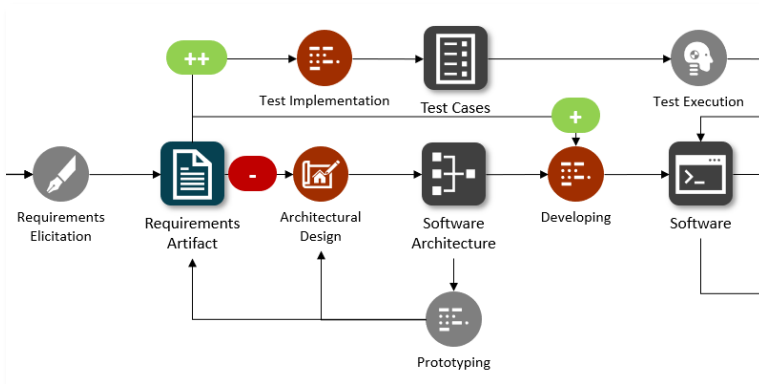 ++
Test Implementation
Test Cases
Test Execution
+
-
Requirements
Elicitation
Requirements
Artifact
Architectural
Design
Software
Architecture
Developing
Software
Prototyping